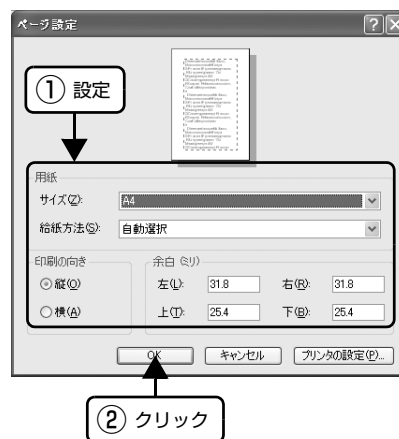 ページ設定
① 設定
用紙
サイズ(Z): A4
給紙方法(S): 自動選択
印刷の向き
余白 (ミリ)
縦(O)
左(L): 31.8 右(R): 31.8
横(A)
上(T): 25.4 下(B): 25.4
OK キャンセル プリンタの設定(P)...
② クリック